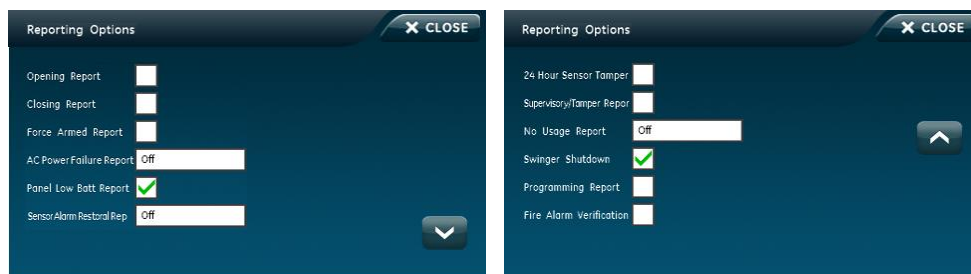 Reporting Options
X CLOSE
Opening Report
Closing Report
Force Armed Report
AC Power Failure Report Off
Panel Low Batt Report
Sensor Alarm Restoral Rep Off
Reporting Options
X CLOSE
24 Hour Sensor Tamper
Supervisory/Tamper Repor
No Usage Report Off
Swinger Shutdown
Programming Report
Fire Alarm Verification